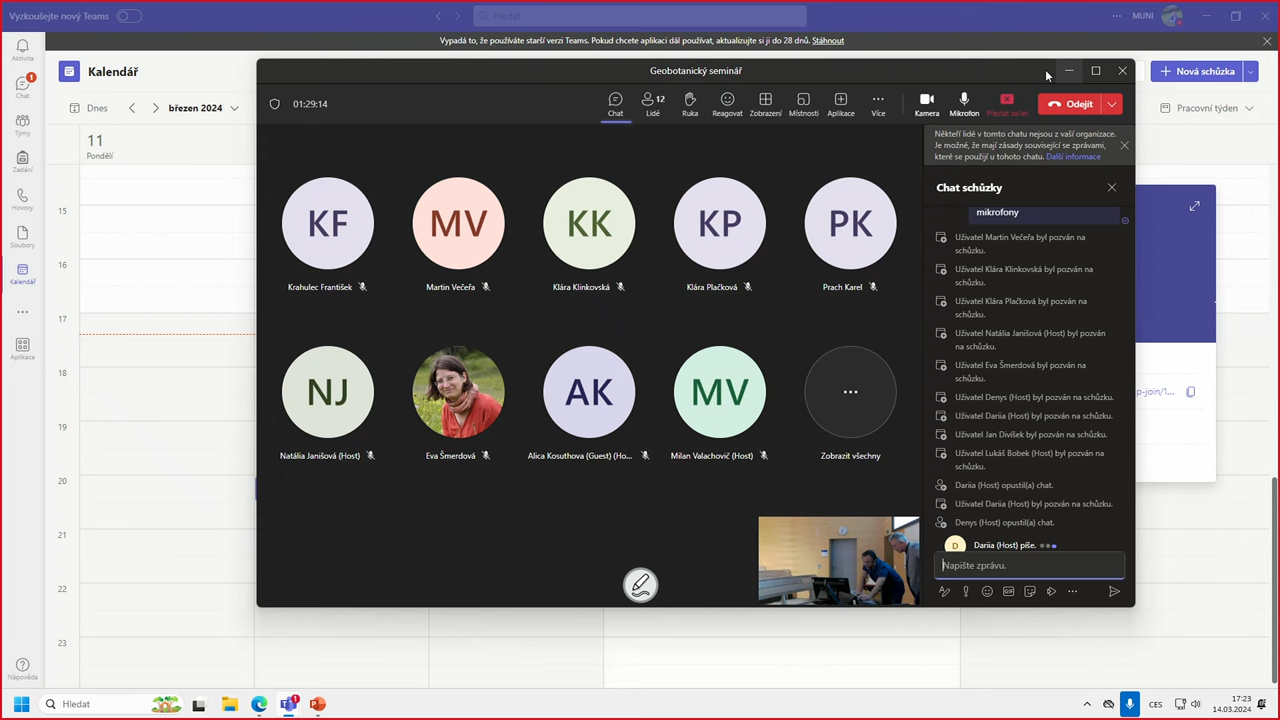 Vyzkoušejte nový Teams
Hledat
MUNI
Vypadá to, že používáte starší verzi Teams. Pokud chcete aplikaci dál používat, aktualizujte si ji do 28 dnů. Stáhnout
Aktivita
Chat
1
Týmy
Zadání
Hovory
Soubory
Kalendář
Aplikace
Nápověda
Kalendář
Nová schůzka
Dnes
březen 2024
Pracovní týden
11
Pondělí
15
16
17
18
19
20
21
22
23
Geobotanický seminář
01:29:14
Chat
12
Lidé
Ruka
Reagovat
Zobrazení
Místnosti
Aplikace
Více
Kamera
Mikrofon
Přestat sdílet
Odejít
KF
Krahulec František
MV
Martin Večeřa
KK
Klára Klinkovská
KP
Klára Plačková
PK
Prach Karel
NJ
Natália Janišová (Host)
Eva Šmerdová
AK
Alica Kosuthova (Guest) (Ho...
MV
Milan Valachovič (Host)
Zobrazit všechny
Někteří lidé v tomto chatu nejsou z vaší organizace.
Je možné, že mají zásady související se zprávami,
které se použijí u tohoto chatu. Další informace
Chat schůzky
mikrofony
Uživatel Martin Večeřa byl pozván na
schůzku.
Uživatel Klára Klinkovská byl pozván na
schůzku.
Uživatel Klára Plačková byl pozván na
schůzku.
Uživatel Natália Janišová (Host) byl pozván
na schůzku.
Uživatel Eva Šmerdová byl pozván na
schůzku.
Uživatel Denys (Host) byl pozván na schůzku.
Uživatel Dariia (Host) byl pozván na schůzku.
Uživatel Jan Divíšek byl pozván na schůzku.
Uživatel Lukáš Bobek (Host) byl pozván na
schůzku.
Dariia (Host) opustil(a) chat.
Uživatel Dariia (Host) byl pozván na schůzku.
Denys (Host) opustil(a) chat.
D
Dariia (Host) píše.
Napište zprávu.
GIF
p-join/1...
Hledat
1
CES
17:23
14.03.2024